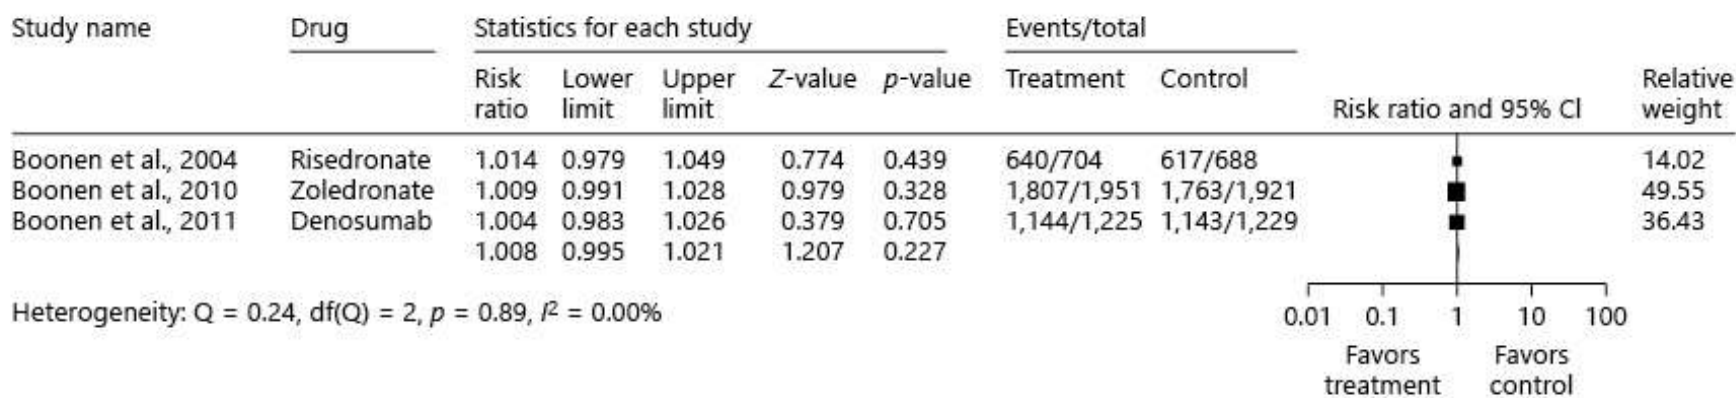 Study name Drug Statistics for each study Events/total
Risk ratio Lower limit Upper limit Z-value p-value Treatment Control Risk ratio and 95% CI Relative weight
Boonen et al., 2004 Risedronate 1.014 0.979 1.049 0.774 0.439 640/704 617/688 14.02
Boonen et al., 2010 Zoledronate 1.009 0.991 1.028 0.979 0.328 1,807/1,951 1,763/1,921 49.55
Boonen et al., 2011 Denosumab 1.004 0.983 1.026 0.379 0.705 1,144/1,225 1,143/1,229 36.43
1.008 0.995 1.021 1.207 0.227
Heterogeneity: Q = 0.24, df(Q) = 2, p = 0.89, I² = 0.00%
0.01 0.1 1 10 100
Favors treatment Favors control